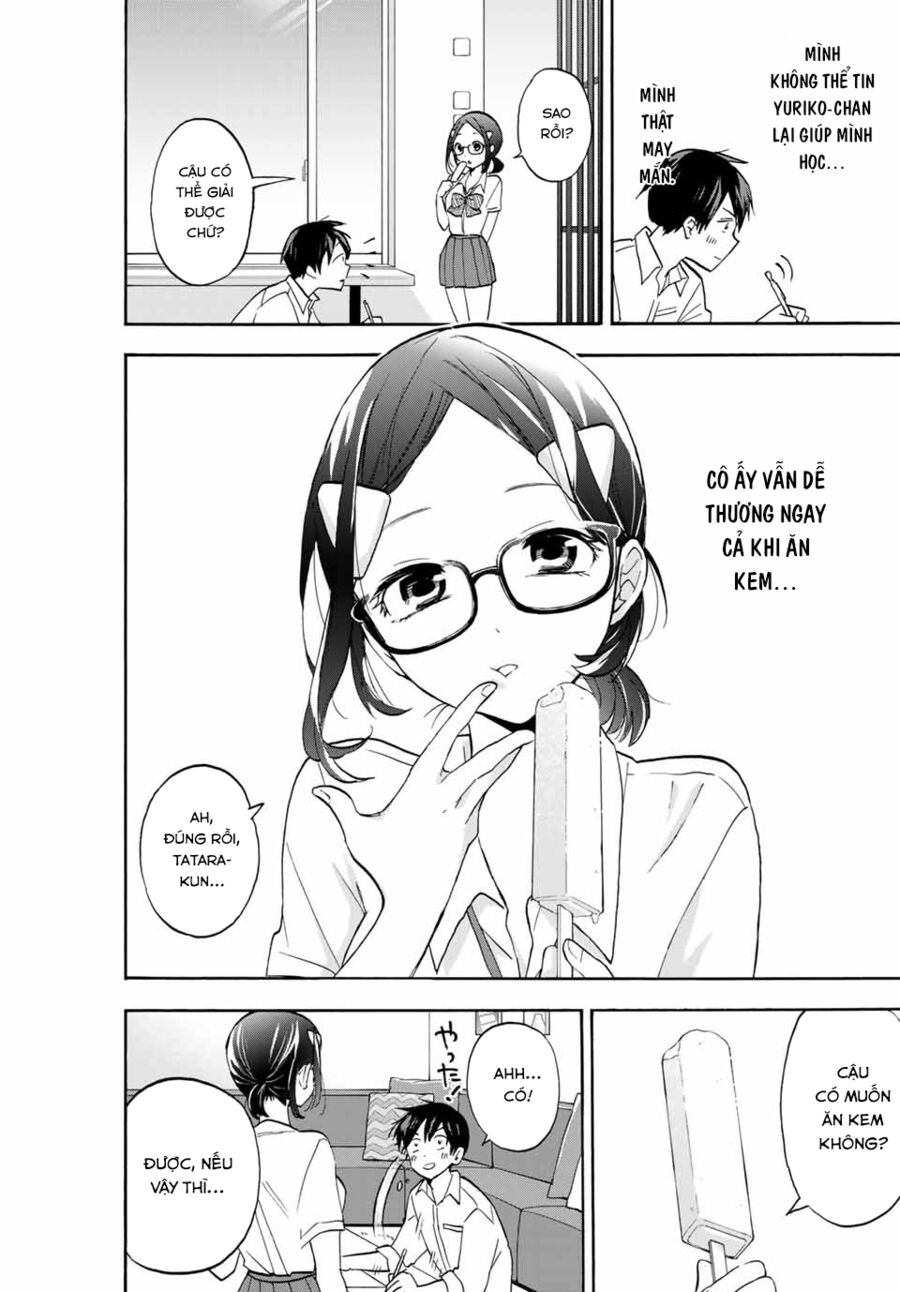 MÌNH
KHÔNG THỂ TIN
YURIKO-CHAN
LẠI GIÚP MÌNH
HỌC...
MÌNH
THẬT
MAY
MẮN.
SAO
RỒI?
CẬU CÓ
THỂ GIẢI
ĐƯỢC
CHỨ?
CÔ ẤY VẪN DỄ
THƯƠNG NGAY
CẢ KHI ĂN
KEM...
AH,
ĐÚNG RỒI,
TATARA-
KUN...
CẬU
CÓ MUỐN
ĂN KEM
KHÔNG?
AHH...
CÓ!
やった!
ĐƯỢC, NẾU
VẬY THÌ...